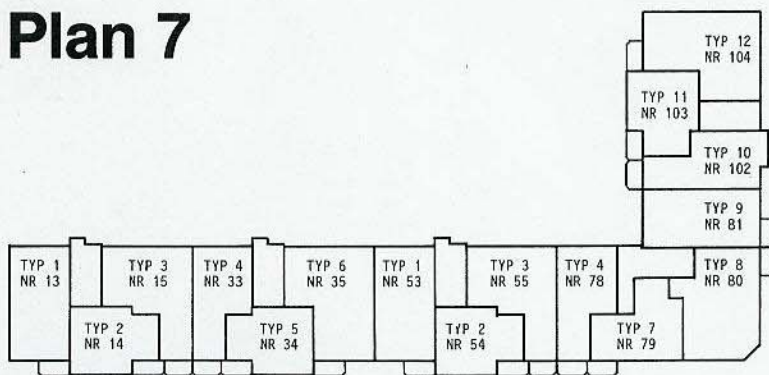 Plan 7
TYP 12
NR 104
TYP 11
NR 103
TYP 10
NR 102
TYP 9
NR 81
TYP 1
NR 13
TYP 3
NR 15
TYP 4
NR 33
TYP 6
NR 35
TYP 1
NR 53
TYP 3
NR 55
TYP 4
NR 78
TYP 8
NR 80
TYP 2
NR 14
TYP 5
NR 34
TYP 2
NR 54
TYP 7
NR 79